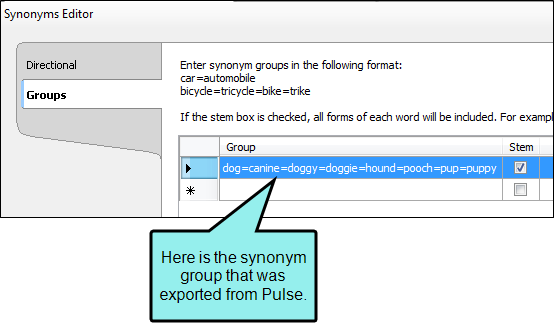 Synonyms Editor
Directional
Groups
Enter synonym groups in the following format:
car=automobile
bicycle=tricycle=bike=trike
If the stem box is checked, all forms of each word will be included. For exampl
Group Stem
dog=canine=doggy=doggie=hound=pooch=pup=puppy
Here is the synonym
group that was
exported from Pulse.